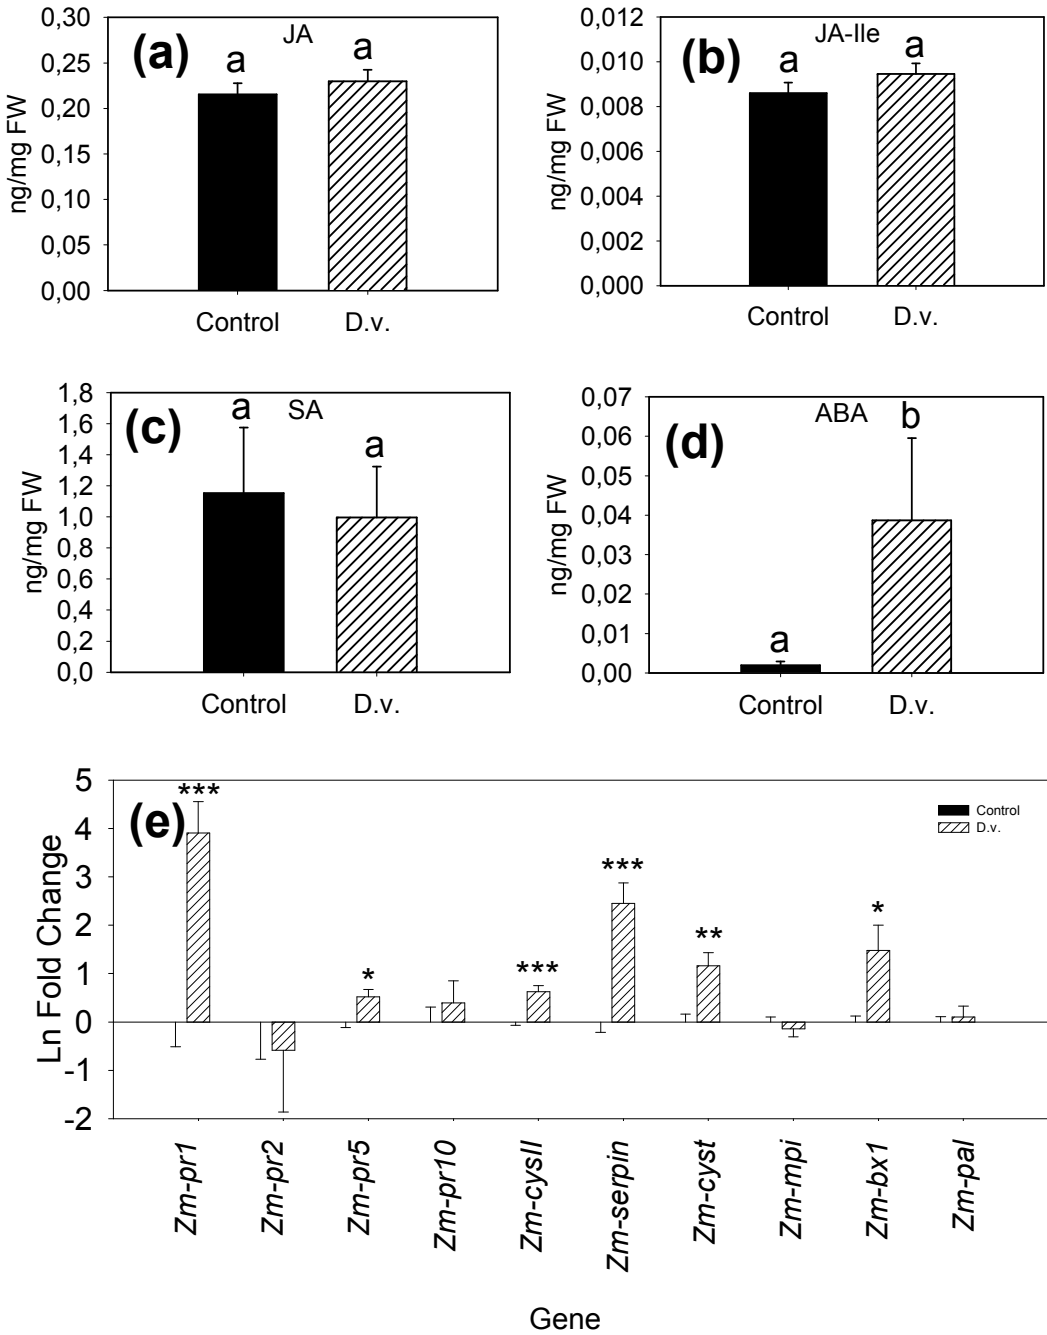 (a)
JA
a
a
ng/mg FW
0,30
0,25
0,20
0,15
0,10
0,05
0,00
Control
D.v.
(b)
JA-Ile
a
a
ng/mg FW
0,012
0,010
0,008
0,006
0,004
0,002
0,000
Control
D.v.
(c)
SA
a
a
ng/mg FW
1,8
1,6
1,4
1,2
1,0
0,8
0,6
0,4
0,2
0,0
Control
D.v.
(d)
ABA
a
b
ng/mg FW
0,07
0,06
0,05
0,04
0,03
0,02
0,01
0,00
Control
D.v.
(e)
Control
D.v.
Ln Fold Change
5
4
3
2
1
0
-1
-2
***
*
***
***
**
*
Zm-pr1
Zm-pr2
Zm-pr5
Zm-pr10
Zm-cysII
Zm-serpin
Zm-cyst
Zm-mpi
Zm-bx1
Zm-pal
Gene